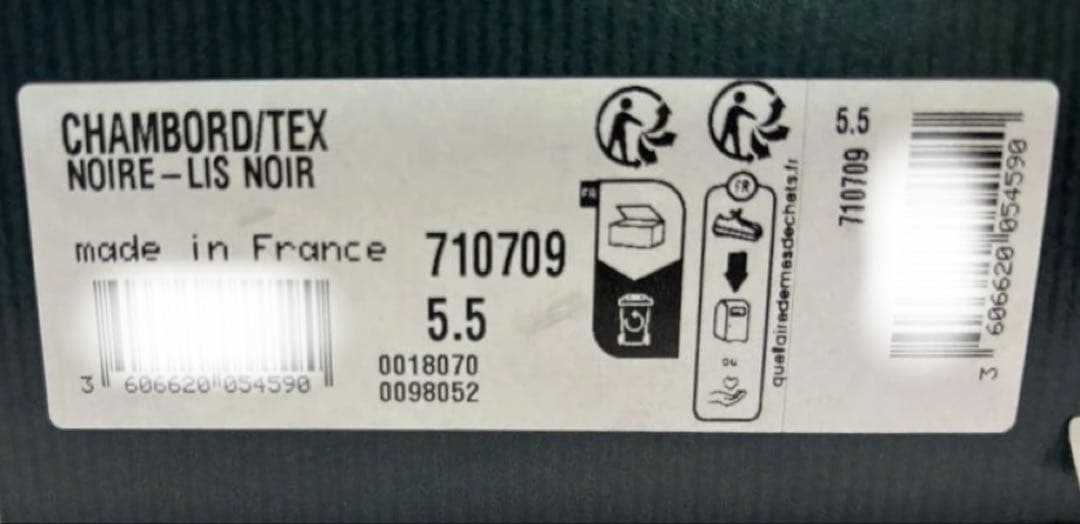 CHAMBORD/TEX
NOIRE-LIS NOIR
made in France
710709
5.5
3 606620 054590
0018070
0098052
FR
FR
quefairedemesdechets.fr
5.5
710709
3 606620 054590